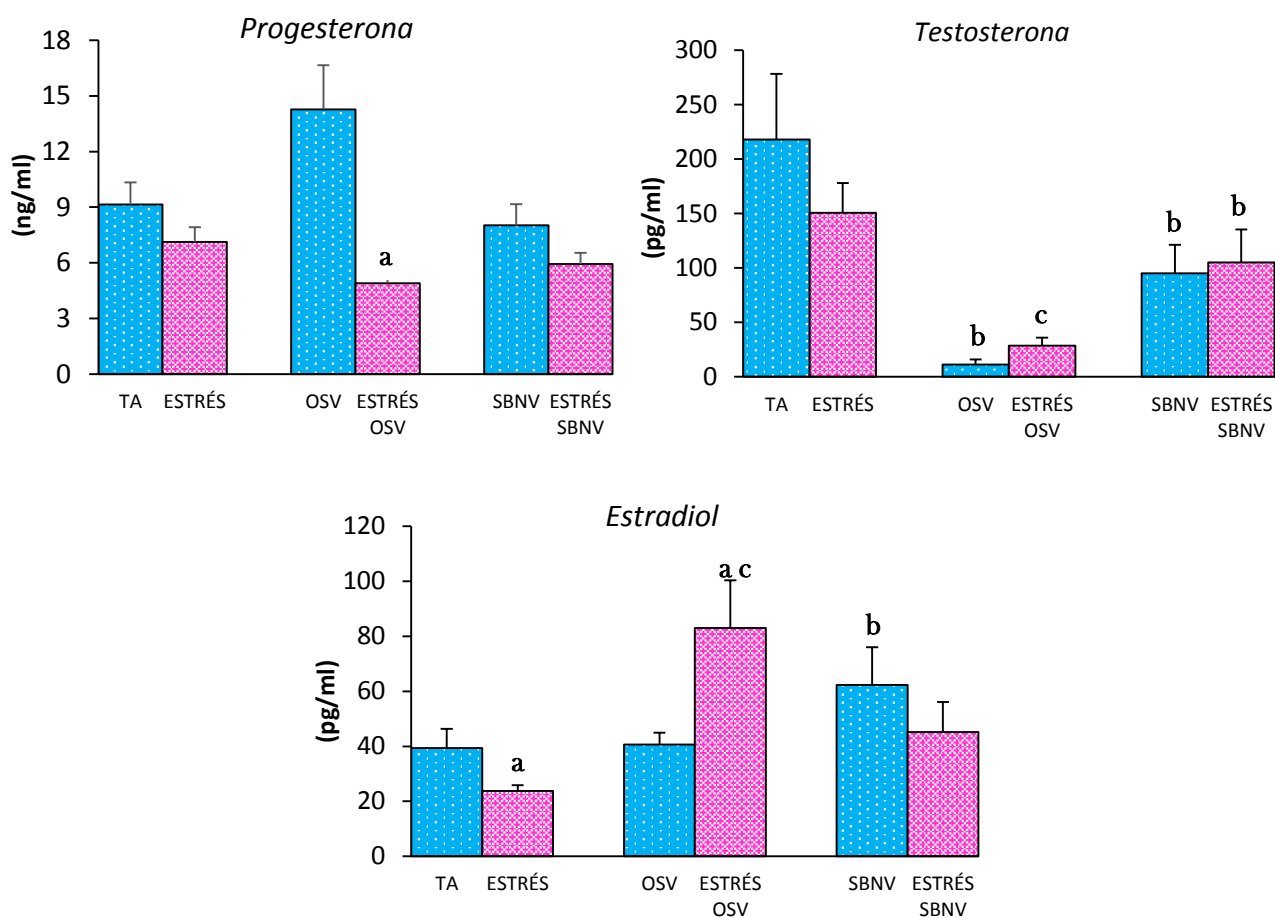 Progesterona
(ng/ml)
18
15
12
9
6
3
0
a
TA ESTRÉS OSV ESTRÉS SBNV ESTRÉS
OSV SBNV
Testosterona
(pg/ml)
300
250
200
150
100
50
0
b c b b
TA ESTRÉS OSV ESTRÉS SBNV ESTRÉS
OSV SBNV
Estradiol
(pg/ml)
120
100
80
60
40
20
0
a a c b
TA ESTRÉS OSV ESTRÉS SBNV ESTRÉS
OSV SBNV